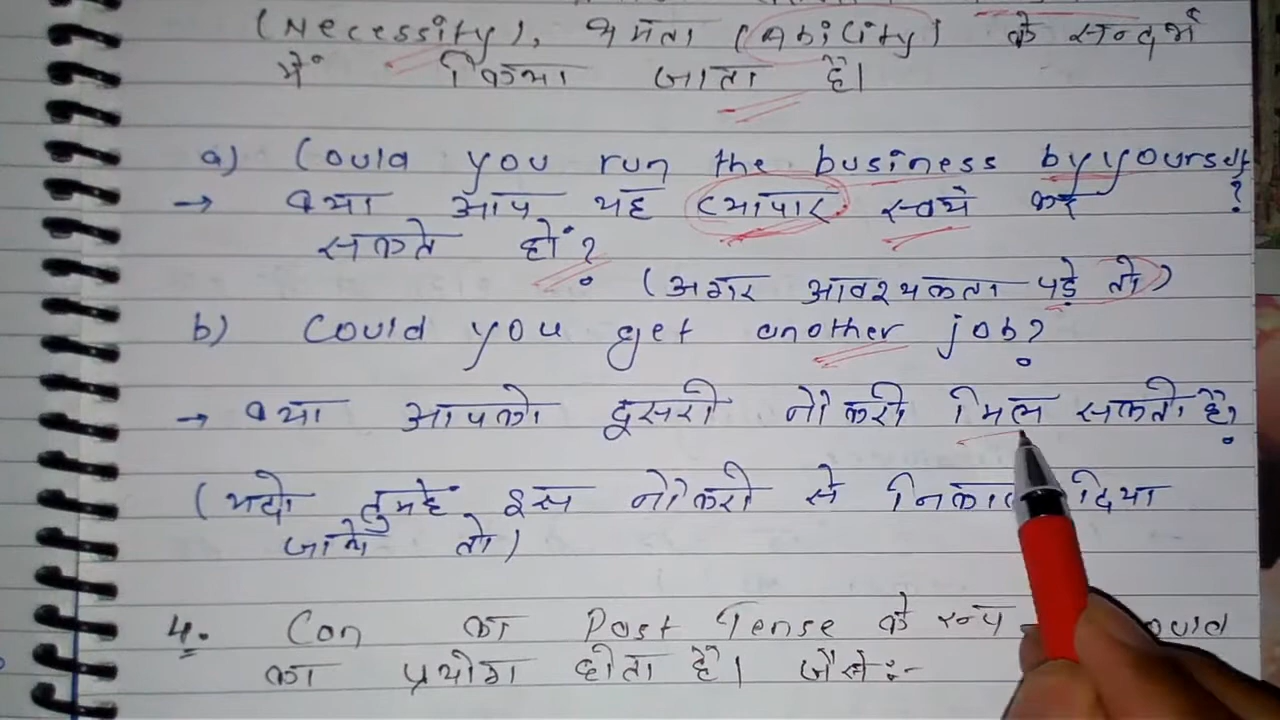 (Necessity), क्षमता (Ability) के सन्दर्भ
में किया जाता है।
a) Could you run the business by yourself
→ क्या आप यह व्यापार स्वयं कर ?
सकते हों?
(अगर आवश्यकता पड़े तो)
b) Could you get another job?
→ क्या आपको दूसरी नौकरी मिल सकती है?
(यदि तुम्हें इस नौकरी से दिया
जाये तो)
4. Can का Past Tense के रूप
का प्रयोग होता है। जैसे:-